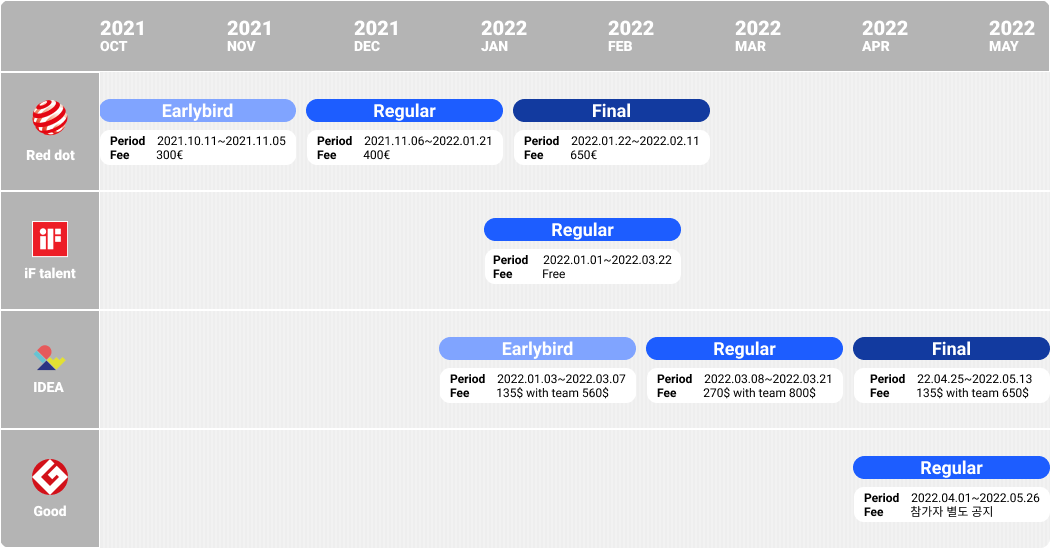 2021 2021 2021 2022 2022 2022 2022 2022
OCT NOV DEC JAN FEB MAR APR MAY
Earlybird Regular Final
Period 2021.10.11~2021.11.05 Period 2021.11.06~2022.01.21 Period 2022.01.22~2022.02.11
Fee 300€ Fee 400€ Fee 650€
Red dot
Regular
iF
Period 2022.01.01~2022.03.22
Fee Free
iF talent
Earlybird Regular Final
Period 2022.01.03~2022.03.07 Period 2022.03.08~2022.03.21 Period 22.04.25~2022.05.13
Fee 135$ with team 560$ Fee 270$ with team 800$ Fee 135$ with team 650$
IDEA
Regular
Period 2022.04.01~2022.05.26
Fee 참가자 별도 공지
Good